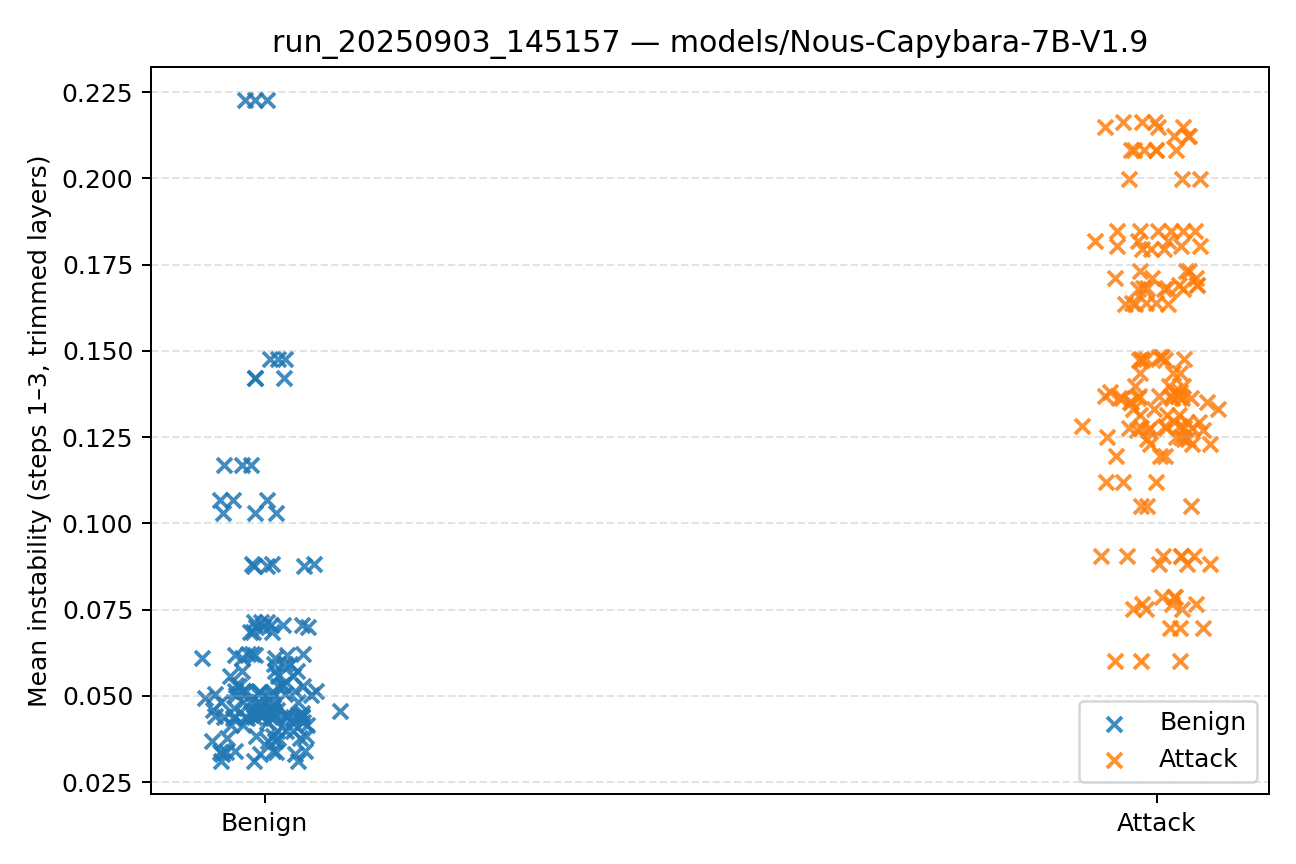 run_20250903_145157 — models/Nous-Capybara-7B-V1.9
Mean instability (steps 1–3, trimmed layers)
0.225
0.200
0.175
0.150
0.125
0.100
0.075
0.050
0.025
Benign
Attack
Benign
Attack